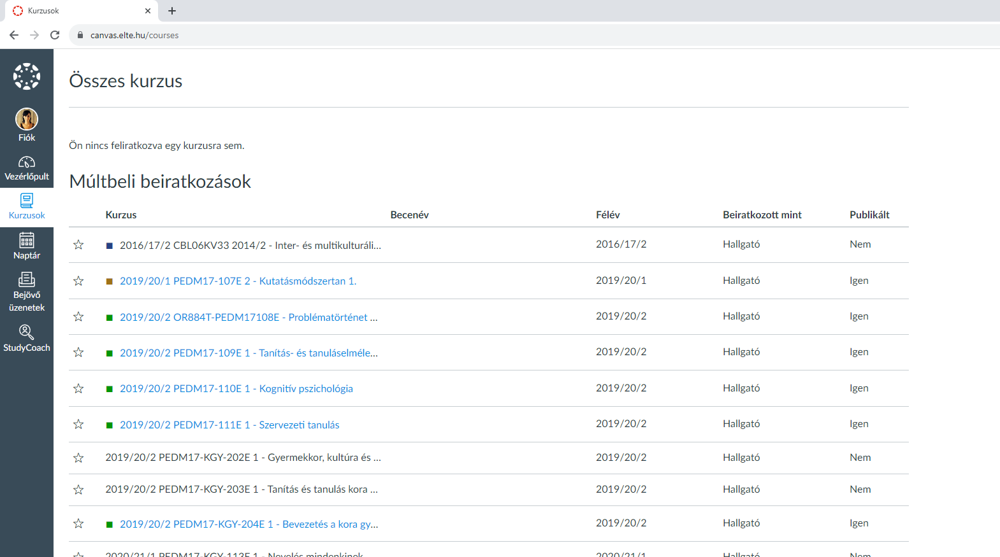 Kurzusok
canvas.elte.hu/courses
Összes kurzus
Fiók
Ön nincs feliratkozva egy kurzusra sem.
Vezérlőpult
Múltbeli beiratkozások
Kurzusok
Naptár
Bejövő
üzenetek
StudyCoach
Kurzus Becenév Félév Beiratkozott mint Publikált
2016/17/2 CBL06KV33 2014/2 - Inter- és multikulturáli... 2016/17/2 Hallgató Nem
2019/20/1 PEDM17-107E 2 - Kutatásmódszertan 1. 2019/20/1 Hallgató Igen
2019/20/2 OR884T-PEDM17108E - Problématörténet ... 2019/20/2 Hallgató Igen
2019/20/2 PEDM17-109E 1 - Tanítás- és tanuláselméle... 2019/20/2 Hallgató Igen
2019/20/2 PEDM17-110E 1 - Kognitív pszichológia 2019/20/2 Hallgató Igen
2019/20/2 PEDM17-111E 1 - Szervezeti tanulás 2019/20/2 Hallgató Igen
2019/20/2 PEDM17-KGY-202E 1 - Gyermekkor, kultúra és ... 2019/20/2 Hallgató Nem
2019/20/2 PEDM17-KGY-203E 1 - Tanítás és tanulás kora ... 2019/20/2 Hallgató Nem
2019/20/2 PEDM17-KGY-204E 1 - Bevezetés a kora gy... 2019/20/2 Hallgató Igen
2020/21/1 PEDM17-KGY-113E 1 - Nevelés mindenkinek 2020/21/1 Hallgató Nem